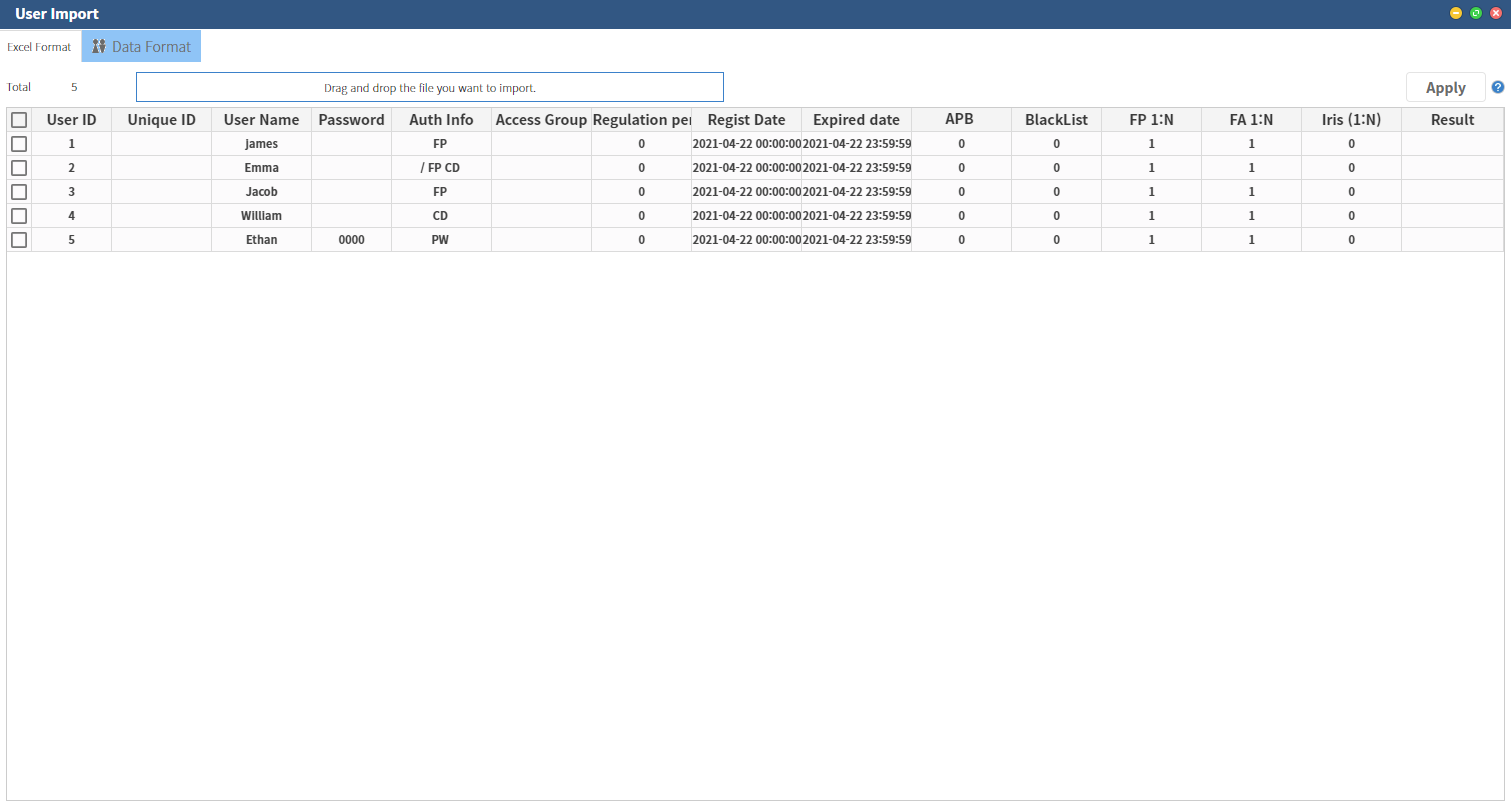 User Import
Excel Format Data Format
Total 5 Drag and drop the file you want to import. Apply ?
User ID Unique ID User Name Password Auth Info Access Group Regulation per Regist Date Expired date APB BlackList FP 1:N FA 1:N Iris (1:N) Result
1 James FP 0 2021-04-22 00:00:00 2021-04-22 23:59:59 0 0 1 1 0
2 Emma / FP CD 0 2021-04-22 00:00:00 2021-04-22 23:59:59 0 0 1 1 0
3 Jacob FP 0 2021-04-22 00:00:00 2021-04-22 23:59:59 0 0 1 1 0
4 William CD 0 2021-04-22 00:00:00 2021-04-22 23:59:59 0 0 1 1 0
5 Ethan 0000 PW 0 2021-04-22 00:00:00 2021-04-22 23:59:59 0 0 1 1 0